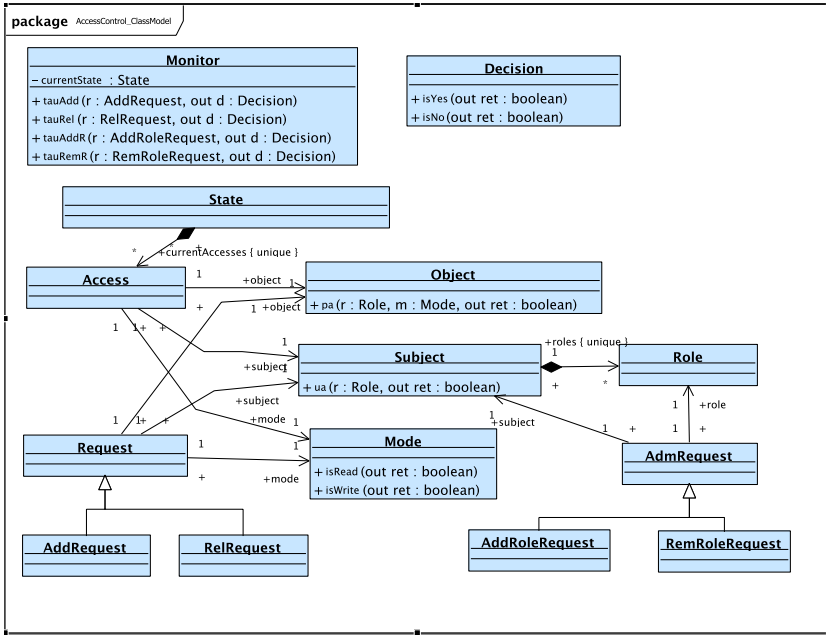 package AccessControl_ClassModel
Monitor
– currentState : State
+ tauAdd (r : AddRequest, out d : Decision)
+ tauRel (r : RelRequest, out d : Decision)
+ tauAddR (r : AddRoleRequest, out d : Decision)
+ tauRemR (r : RemRoleRequest, out d : Decision)
Decision
+ isYes (out ret : boolean)
+ isNo (out ret : boolean)
State
* * +
+currentAccesses { unique }
Access
1 +object 1
Object
+ pa (r : Role, m : Mode, out ret : boolean)
+ 1 +object
1 1 + +
1
+subject
1
Subject
+ ua (r : Role, out ret : boolean)
+roles { unique }
1
+ *
Role
+subject
+mode 1
1 1 + +
Request
1 1
+ +mode
Mode
+ isRead (out ret : boolean)
+ isWrite (out ret : boolean)
1
+subject
1 +
1 +role
1 +
AdmRequest
AddRequest
RelRequest
AddRoleRequest
RemRoleRequest